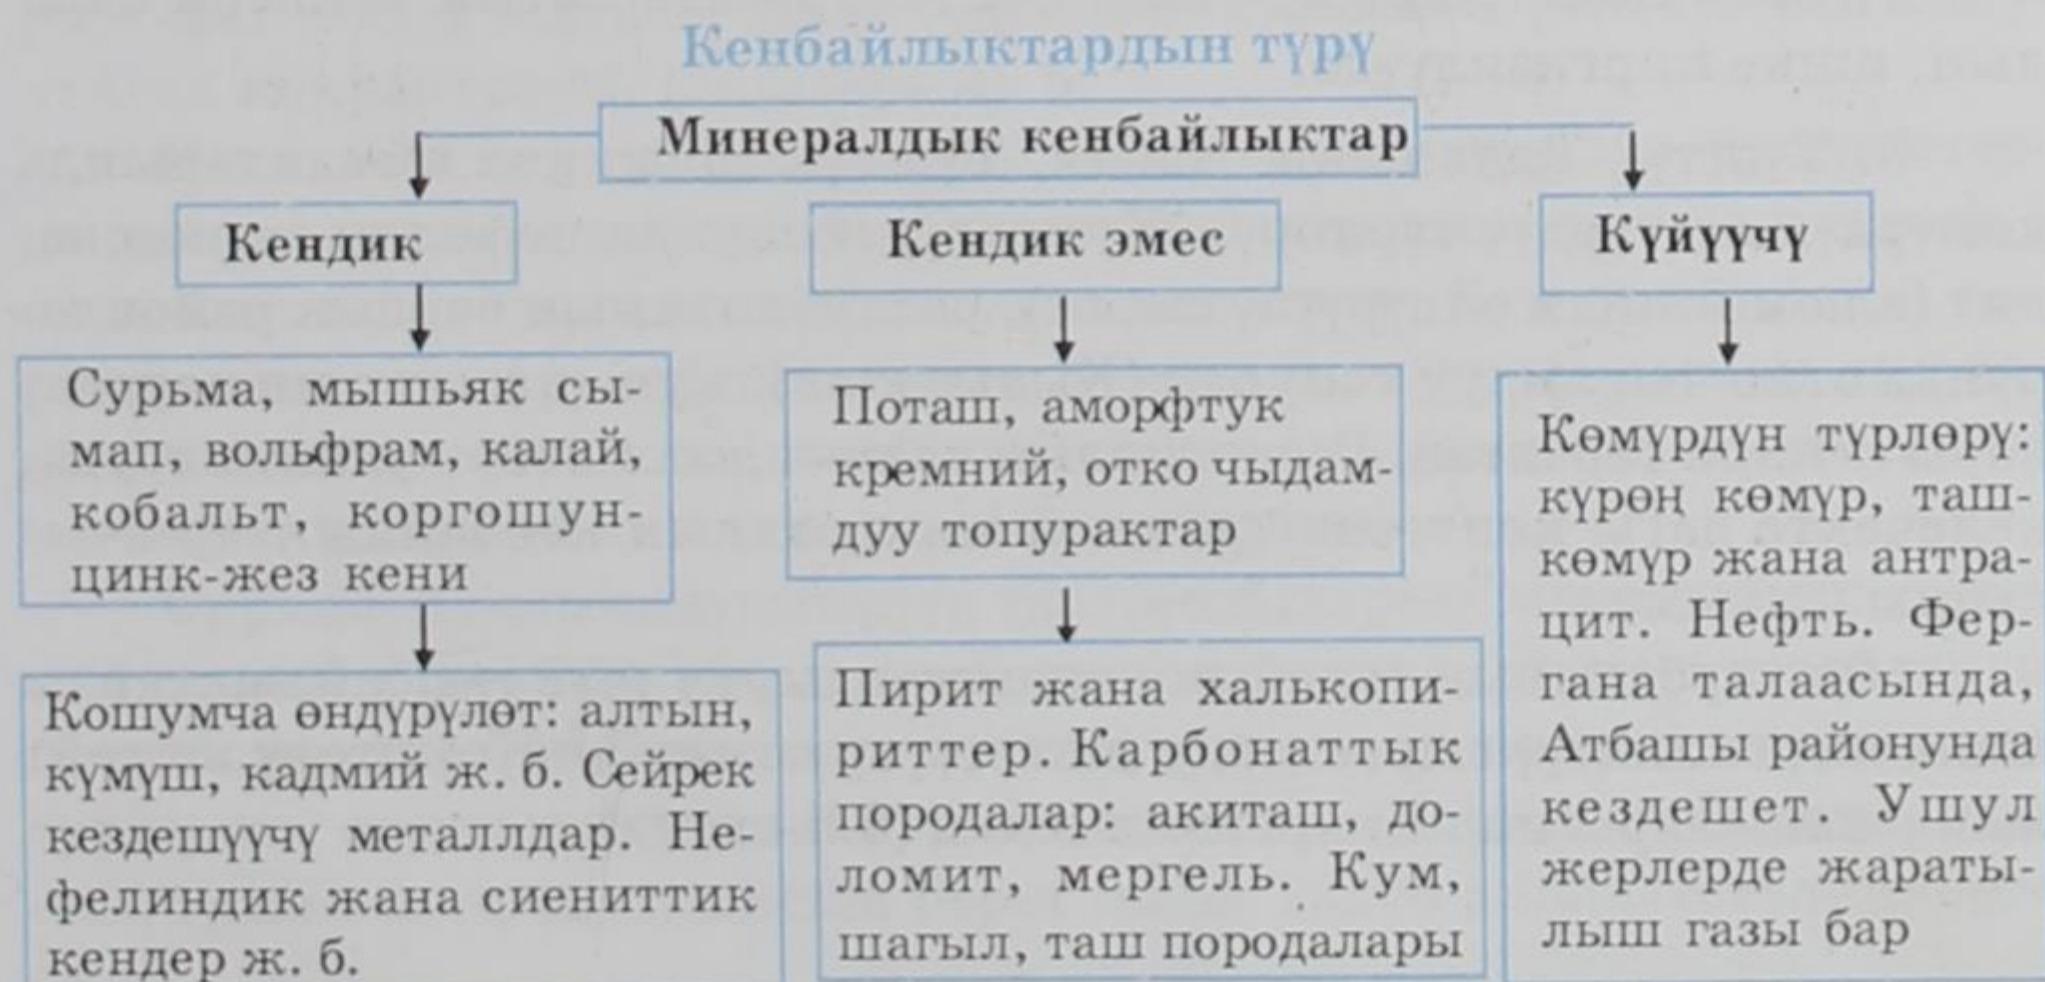 Кенбайлыктардын түрү
Минералдык кенбайлыктар
Кендик
Сурьма, мышьяк сы-
мап, вольфрам, калай,
кобальт, коргошун-
цинк-жез кени
Кошумча өндүрүлөт: алтын,
күмүш, кадмий ж. б. Сейрек
кездешүүчү металлдар. Не-
фелиндик жана сиениттик
кендер ж. б.
Кендик эмес
Поташ, аморфтук
кремний, отко чыдам-
дуу топурактар
Пирит жана халькопи-
риттер. Карбонаттык
породалар: акиташ, до-
ломит, мергель. Кум,
шагыл, таш породалары
Күйүүчү
Көмүрдүн түрлөрү:
күрөң көмүр, таш-
көмүр жана антра-
цит. Нефть. Фер-
гана талаасында,
Атбашы районунда
кездешет. Ушул
жерлерде жараты-
лыш газы бар